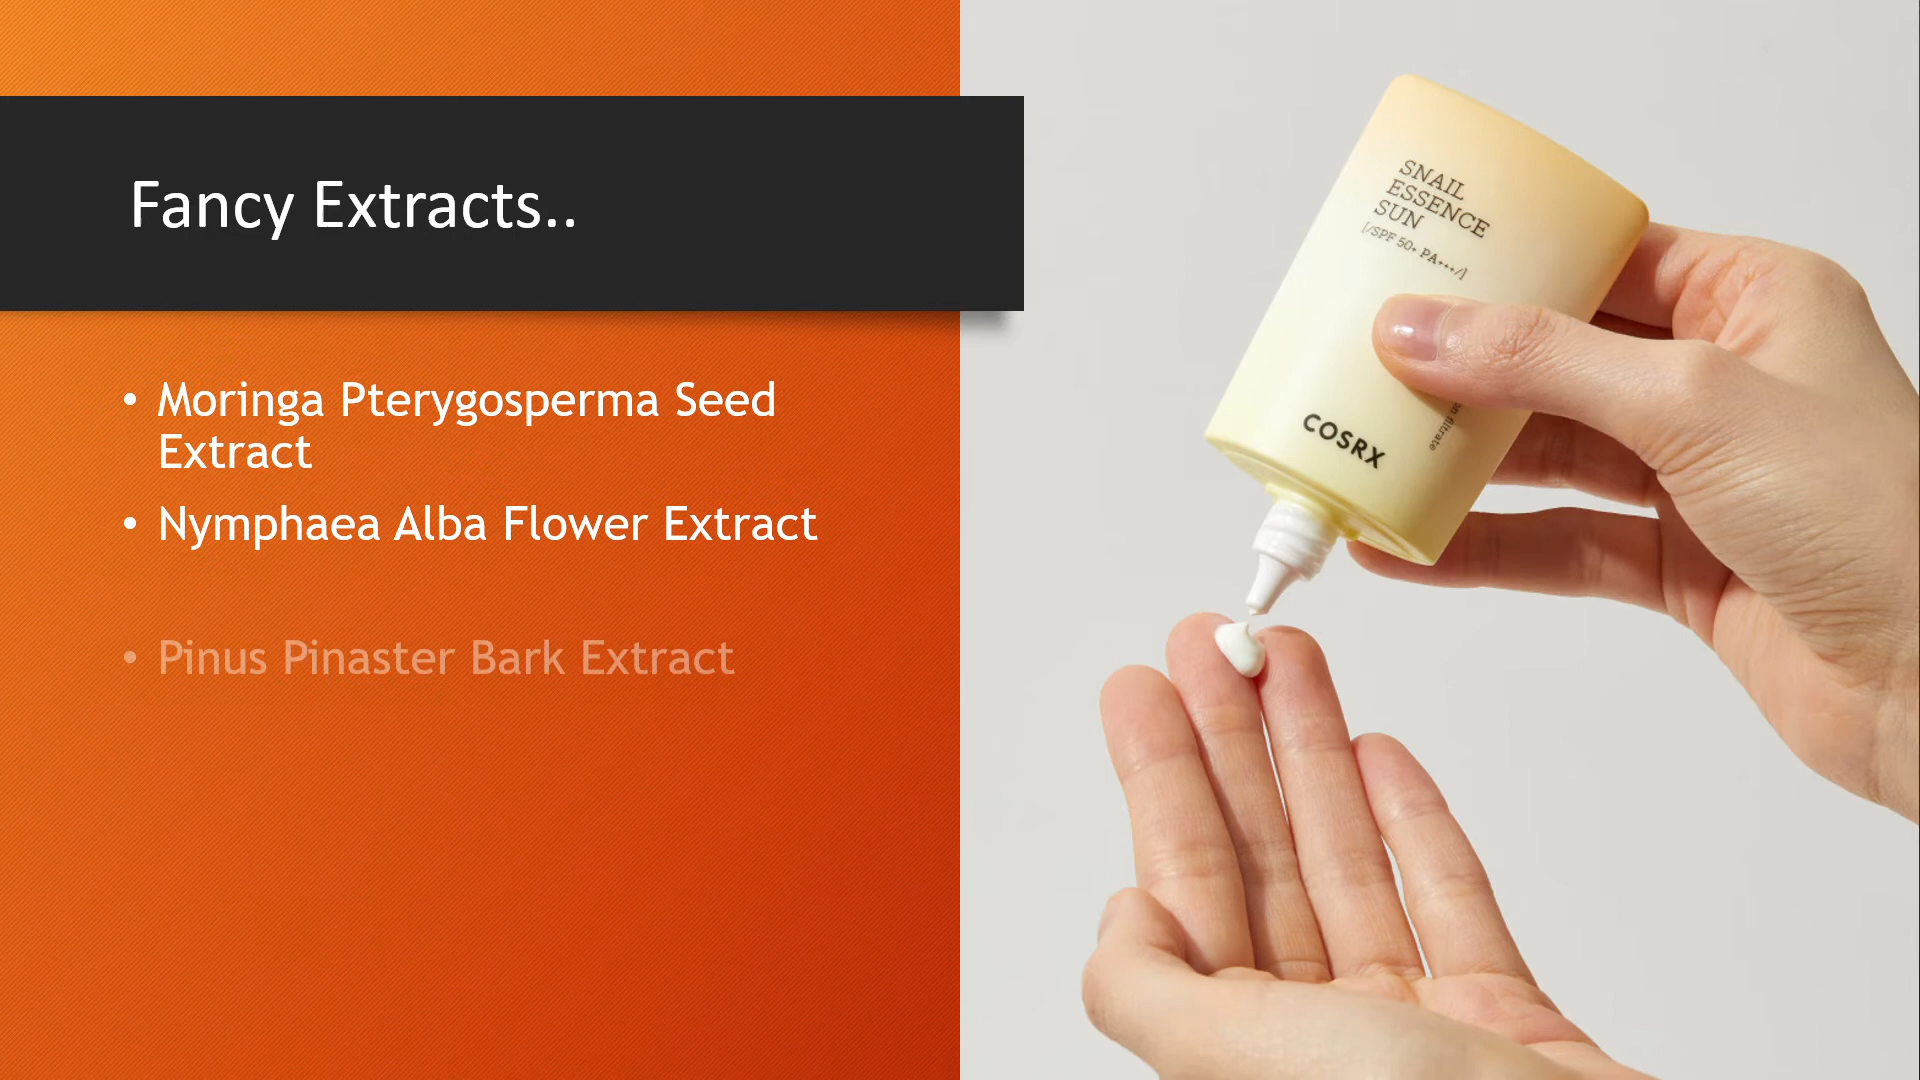 Fancy Extracts..
• Moringa Pterygosperma Seed
Extract
• Nymphaea Alba Flower Extract
• Pinus Pinaster Bark Extract
SNAIL
ESSENCE
SUN
[/SPF 50+ PA+++/]
COSRX
filtrate